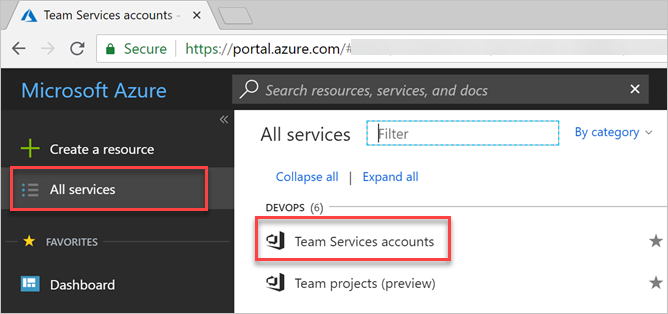 Team Services accounts -
Secure https://portal.azure.com/#
Microsoft Azure
Search resources, services, and docs
Create a resource
All services
FAVORITES
Dashboard
All services
Filter
By category
Collapse all | Expand all
DEVOPS (6)
Team Services accounts
Team projects (preview)